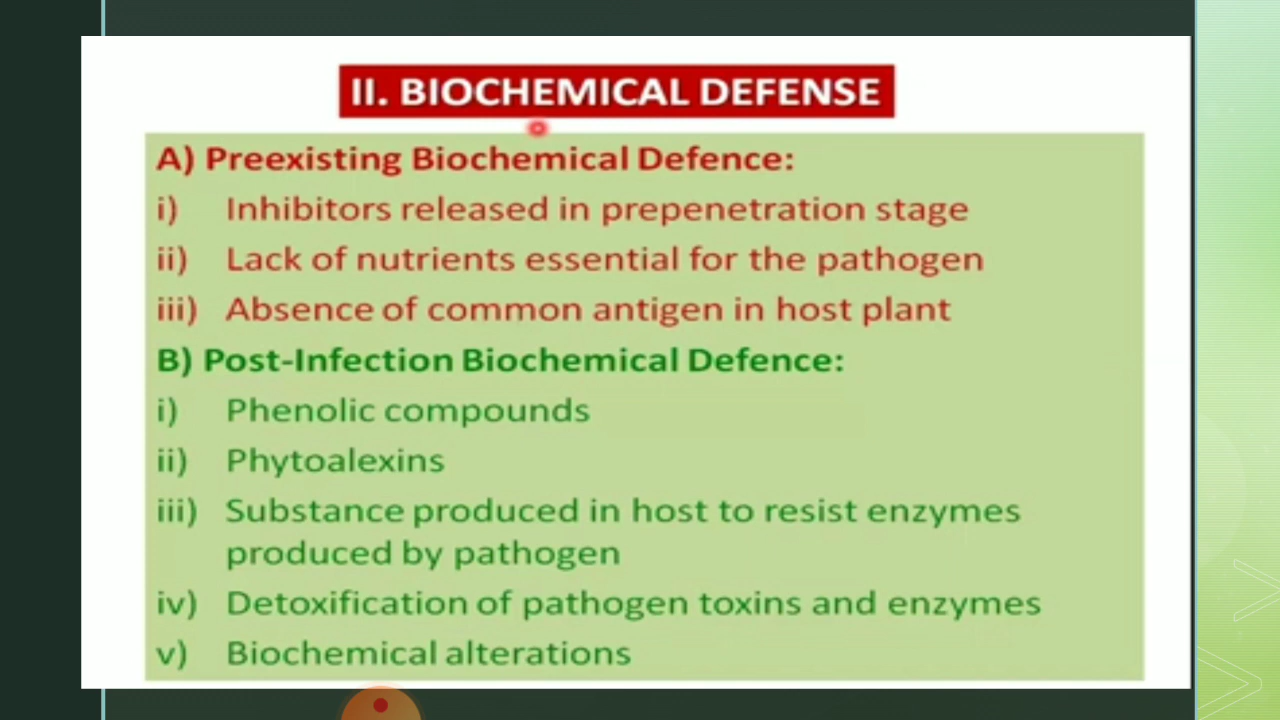 II. BIOCHEMICAL DEFENSE
A) Preexisting Biochemical Defence:
i) Inhibitors released in prepenetration stage
ii) Lack of nutrients essential for the pathogen
iii) Absence of common antigen in host plant
B) Post-Infection Biochemical Defence:
i) Phenolic compounds
ii) Phytoalexins
iii) Substance produced in host to resist enzymes
produced by pathogen
iv) Detoxification of pathogen toxins and enzymes
v) Biochemical alterations